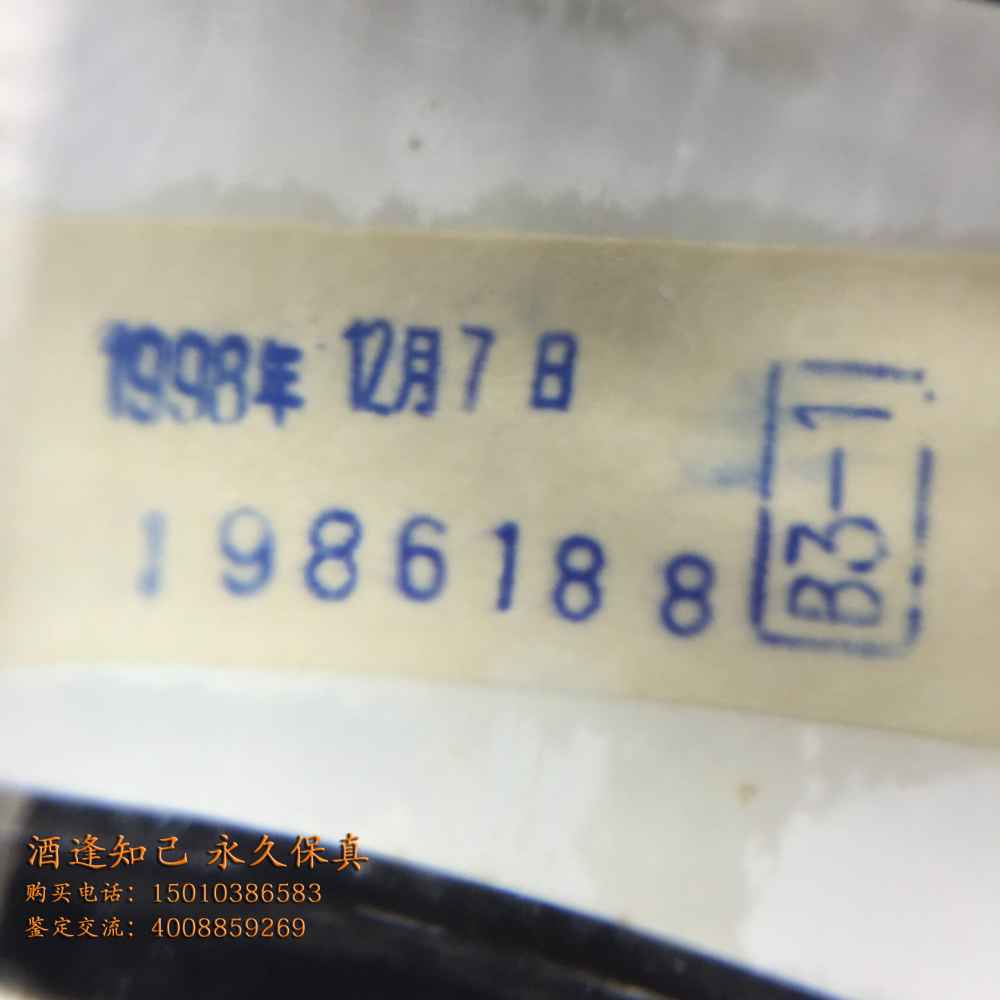 1998年 12月7日
1986188
B3-1
酒逢知己 永久保真
购买电话：15010386583
鉴定交流：4008859269